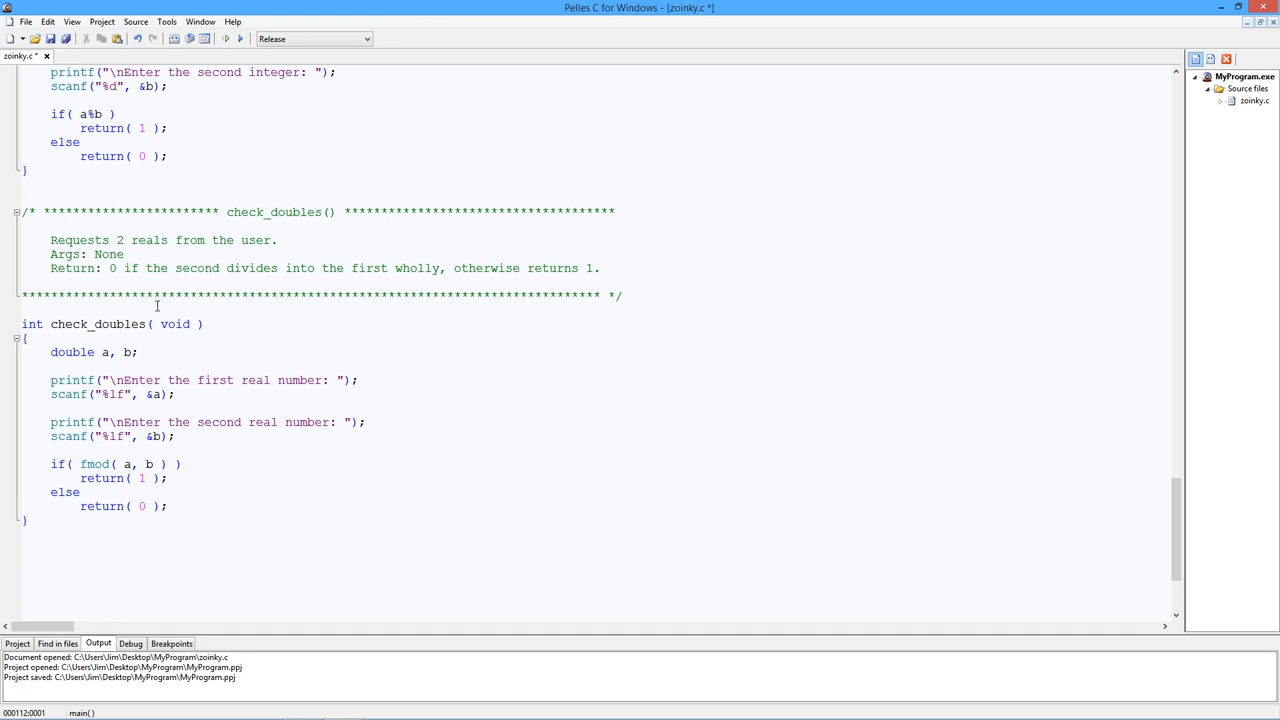 Pelles C for Windows - [zoinky.c *]
File Edit View Project Source Tools Window Help
Release
zoinky.c *
printf("\nEnter the second integer: ");
scanf("%d", &b);
if( a%b )
return( 1 );
else
return( 0 );
}
/* ************************ check_doubles() *************************************
Requests 2 reals from the user.
Args: None
Return: 0 if the second divides into the first wholly, otherwise returns 1.
******************************************************************************* */
int check_doubles( void )
{
double a, b;
printf("\nEnter the first real number: ");
scanf("%lf", &a);
printf("\nEnter the second real number: ");
scanf("%lf", &b);
if( fmod( a, b ) )
return( 1 );
else
return( 0 );
}
MyProgram.exe
Source files
zoinky.c
Project Find in files Output Debug Breakpoints
Document opened: C:\Users\Jim\Desktop\MyProgram\zoinky.c
Project opened: C:\Users\Jim\Desktop\MyProgram\MyProgram.ppj
Project saved: C:\Users\Jim\Desktop\MyProgram\MyProgram.ppj
000112:0001 main( )